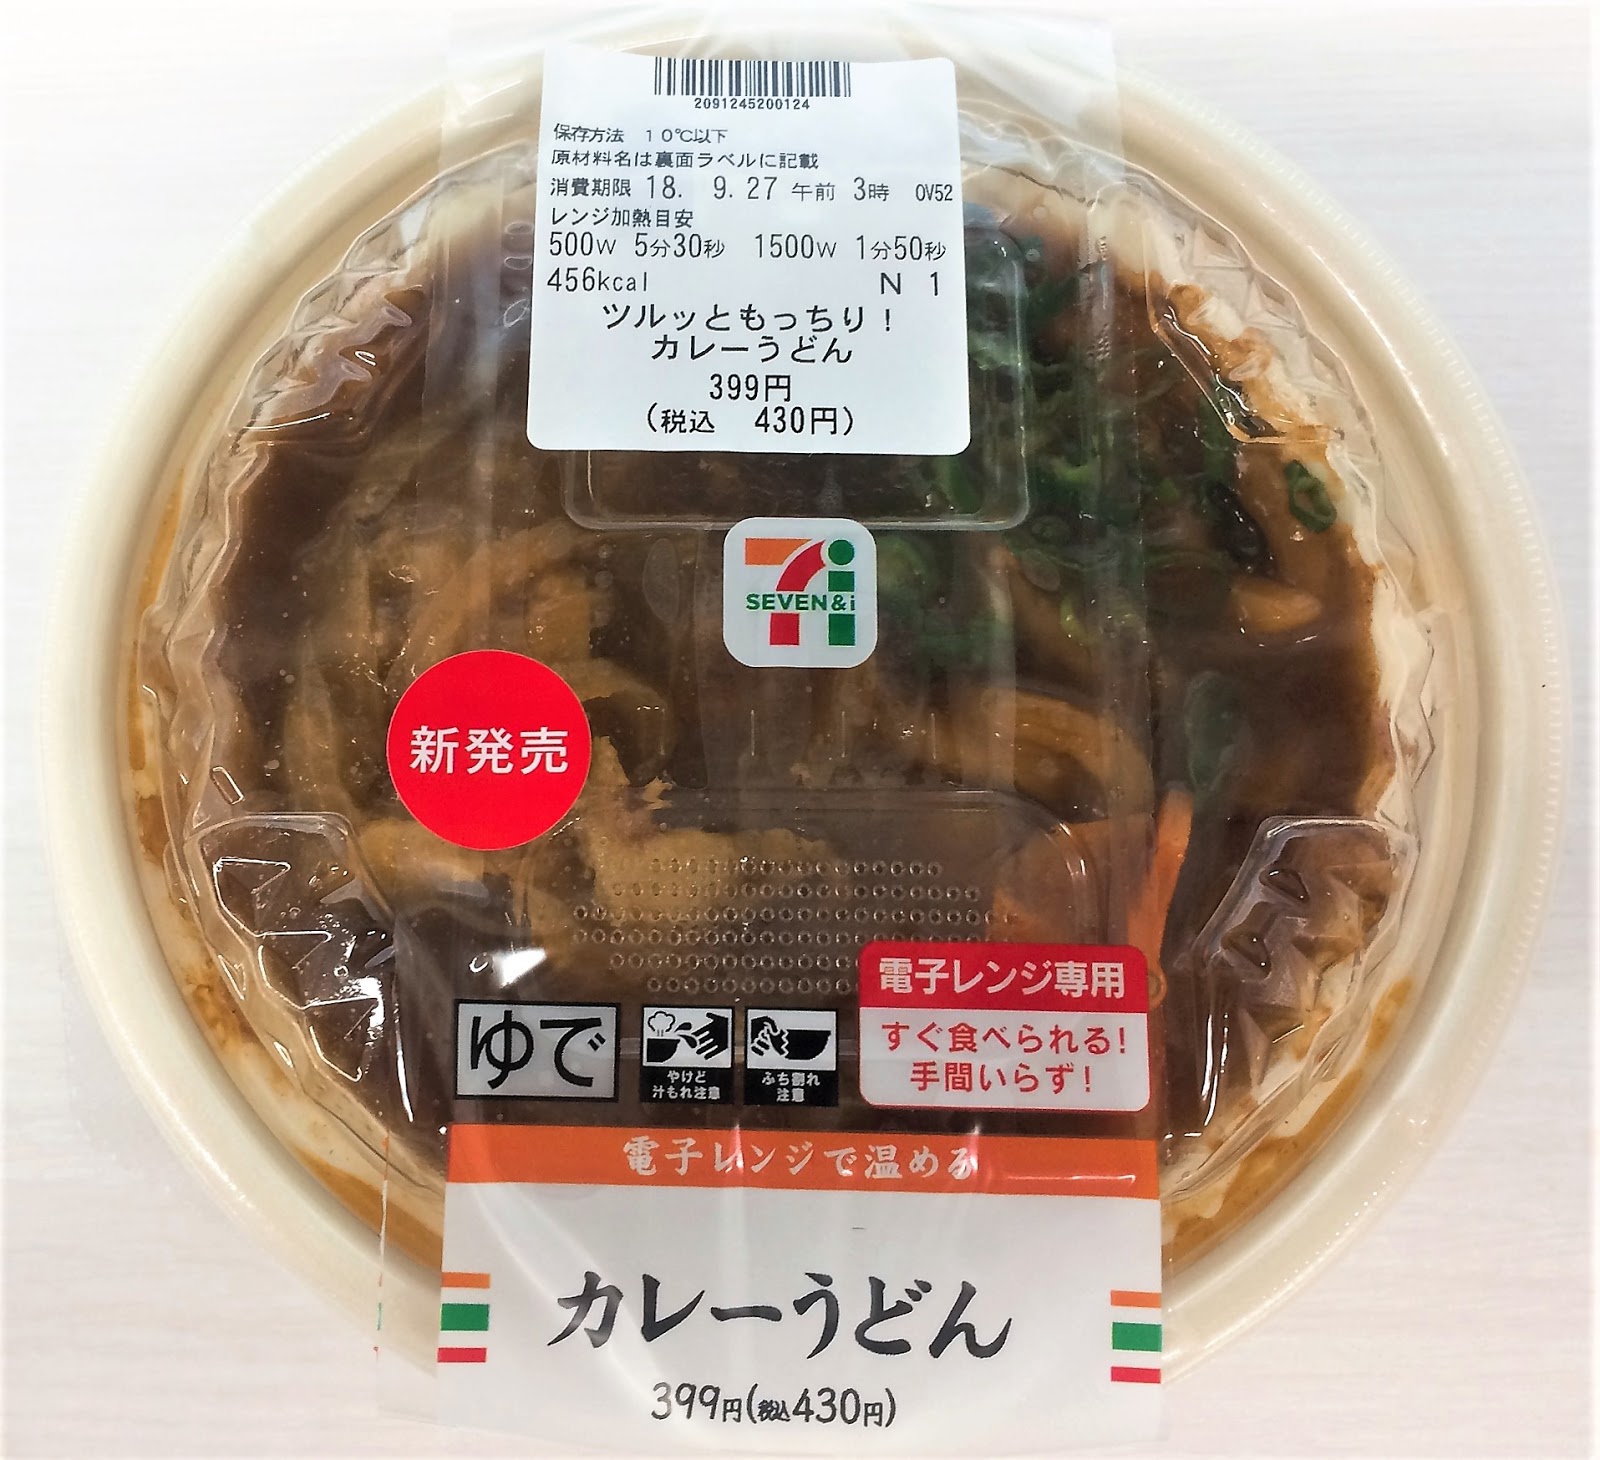 2091245200124
保存方法　10℃以下
原材料名は裏面ラベルに記載
消費期限 18. 9. 27 午前 3時 OV52
レンジ加熱目安
500W 5分30秒 1500W 1分50秒
456kcal N 1
ツルッともっちり！
カレーうどん
399円
(税込 430円)
SEVEN&i
新発売
電子レンジ専用
すぐ食べられる！
手間いらず！
ゆで
やけど
汁もれ注意
ふち割れ
注意
電子レンジで温める
カレーうどん
399円(税込430円)